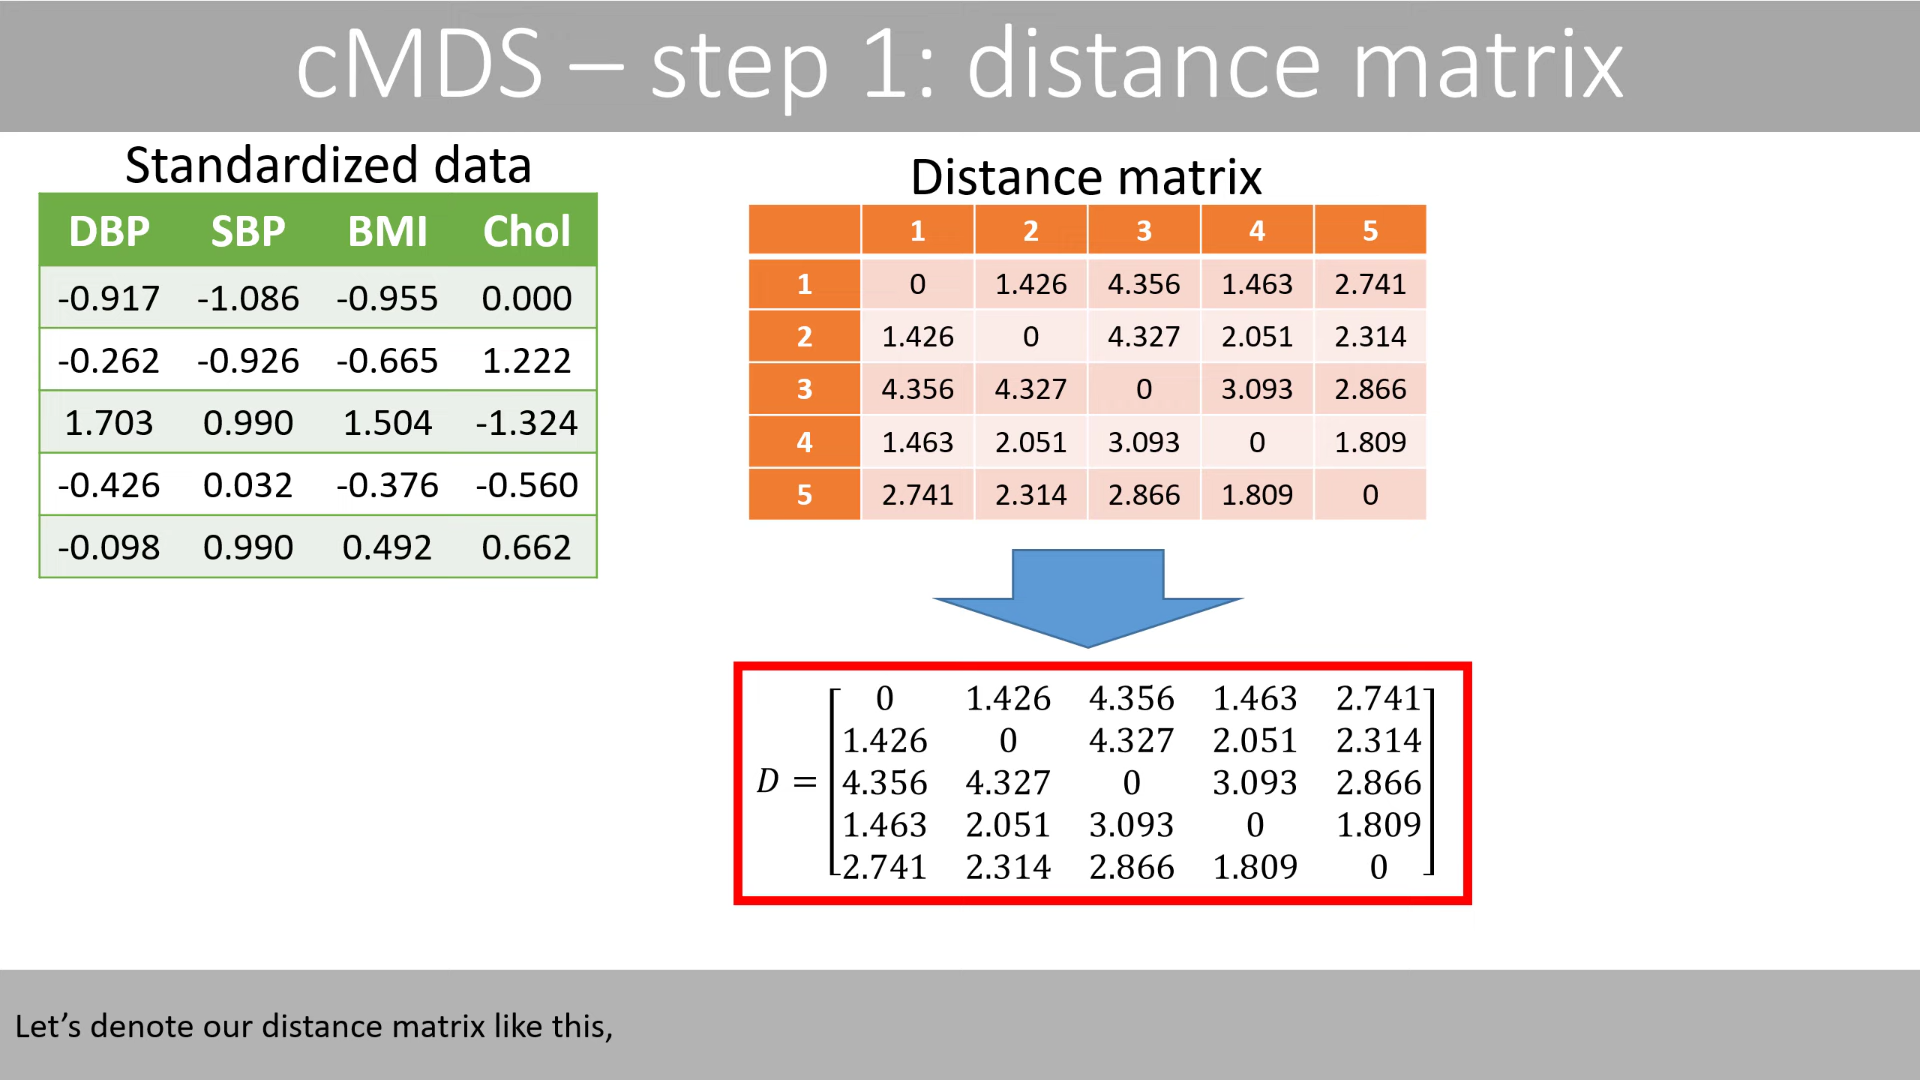 cMDS – step 1: distance matrix
Standardized data
DBP SBP BMI Chol
-0.917 -1.086 -0.955 0.000
-0.262 -0.926 -0.665 1.222
1.703 0.990 1.504 -1.324
-0.426 0.032 -0.376 -0.560
-0.098 0.990 0.492 0.662
Distance matrix
1 2 3 4 5
1 0 1.426 4.356 1.463 2.741
2 1.426 0 4.327 2.051 2.314
3 4.356 4.327 0 3.093 2.866
4 1.463 2.051 3.093 0 1.809
5 2.741 2.314 2.866 1.809 0
0 1.426 4.356 1.463 2.741
1.426 0 4.327 2.051 2.314
D = 4.356 4.327 0 3.093 2.866
1.463 2.051 3.093 0 1.809
2.741 2.314 2.866 1.809 0
Let’s denote our distance matrix like this,